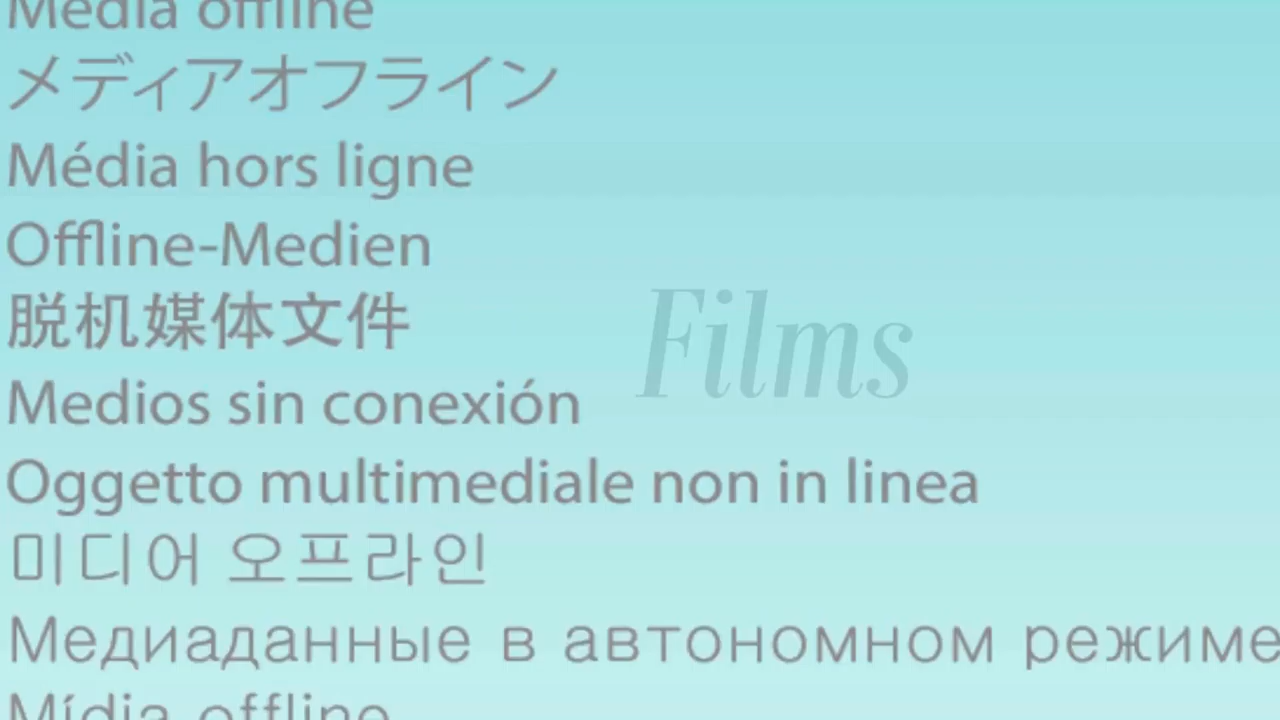 Media offline
メディアオフライン
Média hors ligne
Offline-Medien
脱机媒体文件
Films
Medios sin conexión
Oggetto multimediale non in linea
미디어 오프라인
Медиаданные в автономном режиме
Mídia offline